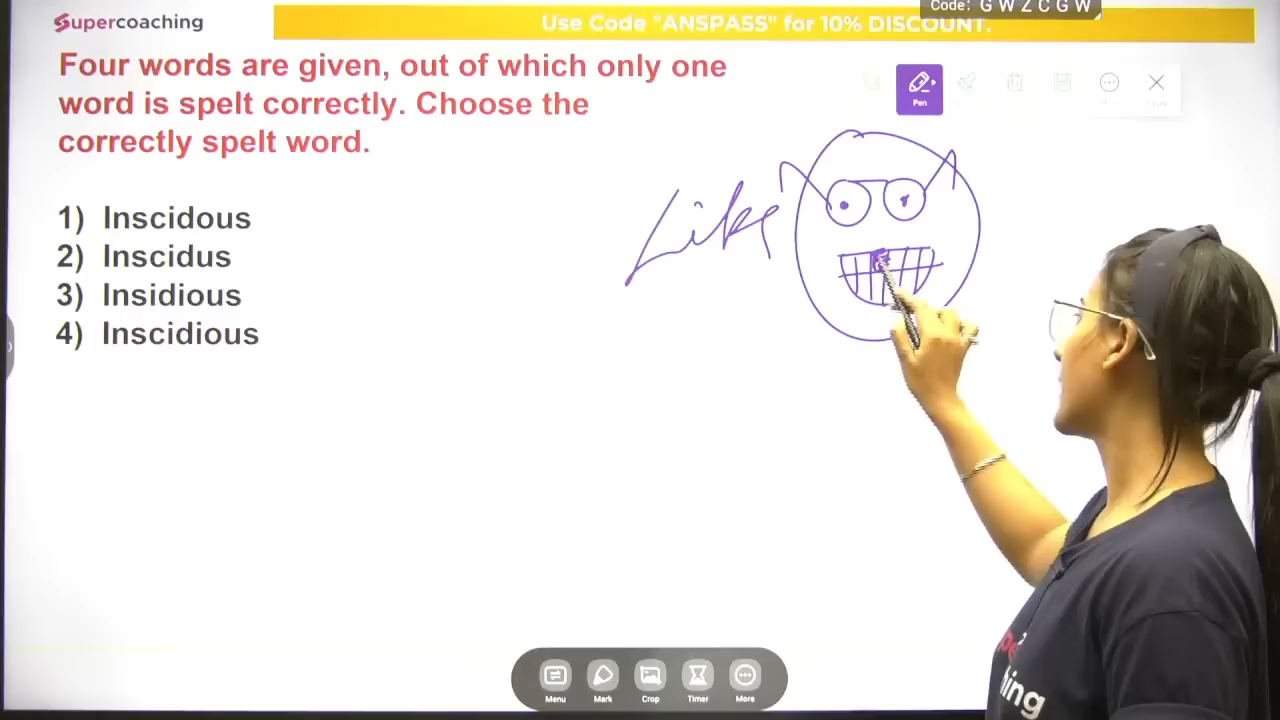 Supercoaching
Use Code "ANSPASS" for 10% DISCOUNT.
Code: G W Z C G W
Four words are given, out of which only one
word is spelt correctly. Choose the
correctly spelt word.
Pen
Like
1) Inscidous
2) Inscidus
3) Insidious
4) Inscidious
Menu
Mark
Crop
Timer
More